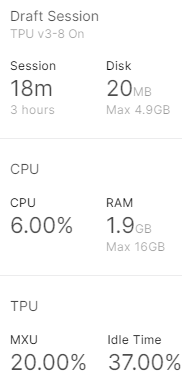 Draft Session
TPU v3-8 On
Session Disk
18m 20MB
3 hours Max 4.9GB
CPU
CPU RAM
6.00% 1.9GB
Max 16GB
TPU
MXU Idle Time
20.00% 37.00%